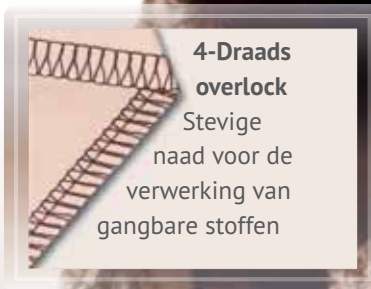 4-Draads
overlock
Stevige
naad voor de
verwerking van
gangbare stoffen